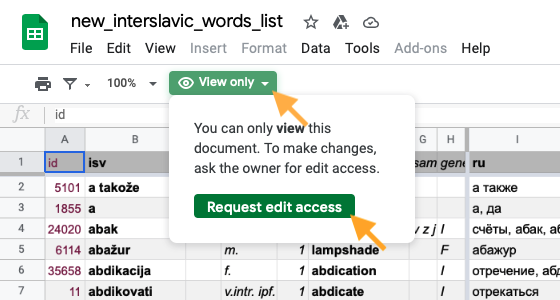 new_interslavic_words_list
File Edit View Insert Format Data Tools Add-ons Help
100% View only
fx id
A B G H I
1 id isv sam gene ru
You can only view this
document. To make changes,
ask the owner for edit access.
Request edit access
2 5101 a takože а также
3 1855 a а, да
4 24020 abak v z j l счёты, абак, аб
5 6114 abažur m. 1 lampshade F абажур
6 35658 abdikacija f. 1 abdication l отречение, абд
7 11 abdikovati v.intr. ipf. 1 abdicate l отрекаться